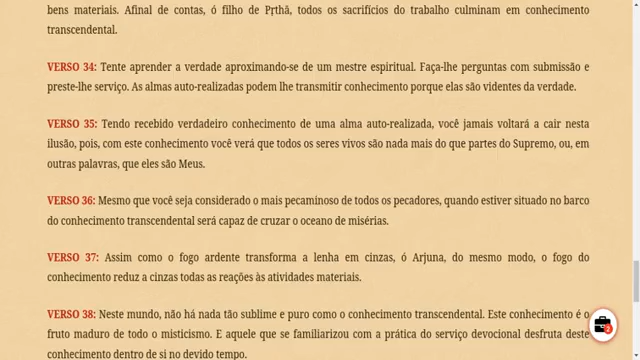 bens materiais. Afinal de contas, ó filho de Pṛthā, todos os sacrifícios do trabalho culminam em conhecimento
transcendental.
VERSO 34: Tente aprender a verdade aproximando-se de um mestre espiritual. Faça-lhe perguntas com submissão e
preste-lhe serviço. As almas auto-realizadas podem lhe transmitir conhecimento porque elas são videntes da verdade.
VERSO 35: Tendo recebido verdadeiro conhecimento de uma alma auto-realizada, você jamais voltará a cair nesta
ilusão, pois, com este conhecimento você verá que todos os seres vivos são nada mais do que partes do Supremo, ou, em
outras palavras, que eles são Meus.
VERSO 36: Mesmo que você seja considerado o mais pecaminoso de todos os pecadores, quando estiver situado no barco
do conhecimento transcendental será capaz de cruzar o oceano de misérias.
VERSO 37: Assim como o fogo ardente transforma a lenha em cinzas, ó Arjuna, do mesmo modo, o fogo do
conhecimento reduz a cinzas todas as reações às atividades materiais.
VERSO 38: Neste mundo, não há nada tão sublime e puro como o conhecimento transcendental. Este conhecimento é o
fruto maduro de todo o misticismo. E aquele que se familiarizou com a prática do serviço devocional desfruta deste
conhecimento dentro de si no devido tempo.